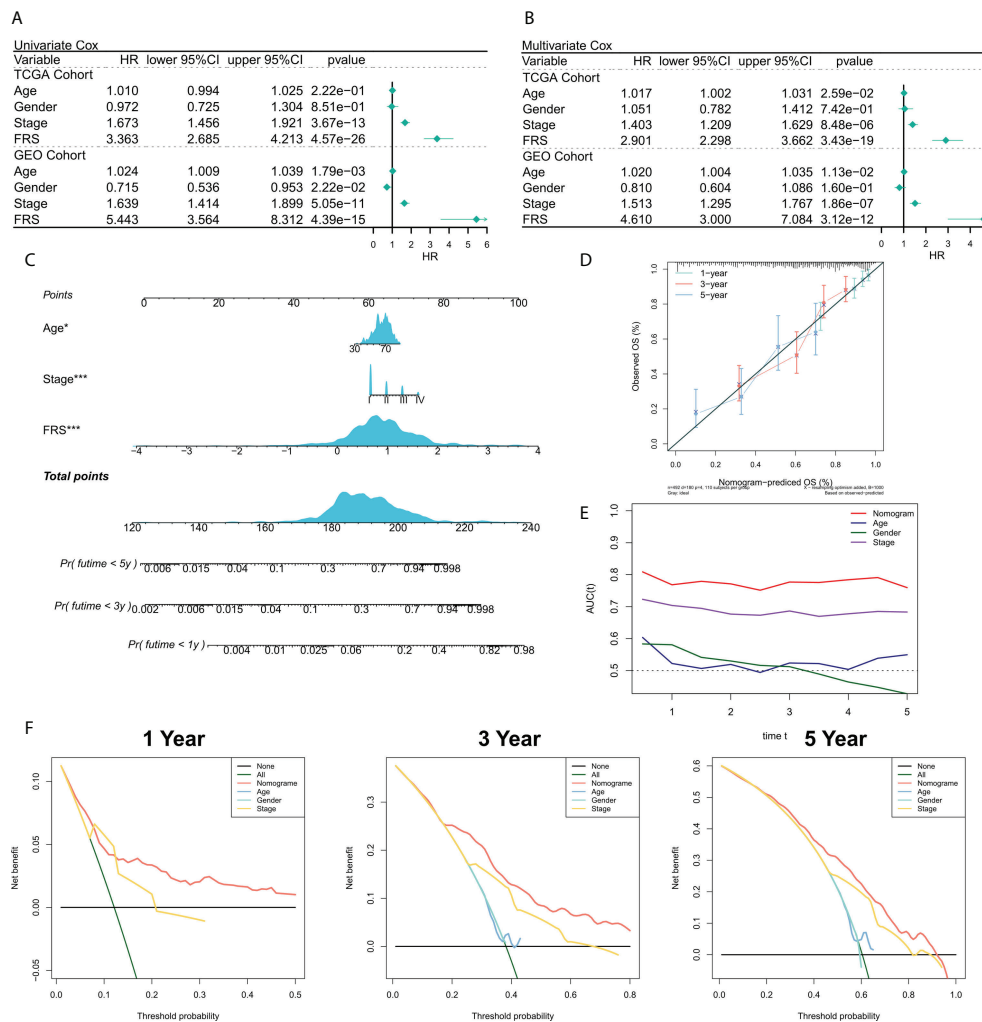 A
Univariate Cox
Variable HR lower 95%CI upper 95%CI pvalue
TCGA Cohort
Age 1.010 0.994 1.025 2.22e−01
Gender 0.972 0.725 1.304 8.51e−01
Stage 1.673 1.456 1.921 3.67e−13
FRS 3.363 2.685 4.213 4.57e−26
GEO Cohort
Age 1.024 1.009 1.039 1.79e−03
Gender 0.715 0.536 0.953 2.22e−02
Stage 1.639 1.414 1.899 5.05e−11
FRS 5.443 3.564 8.312 4.39e−15
0 1 2 3 4 5 6
HR
B
Multivariate Cox
Variable HR lower 95%CI upper 95%CI pvalue
TCGA Cohort
Age 1.017 1.002 1.031 2.59e−02
Gender 1.051 0.782 1.412 7.42e−01
Stage 1.403 1.209 1.629 8.48e−06
FRS 2.901 2.298 3.662 3.43e−19
GEO Cohort
Age 1.020 1.004 1.035 1.13e−02
Gender 0.810 0.604 1.086 1.60e−01
Stage 1.513 1.295 1.767 1.86e−07
FRS 4.610 3.000 7.084 3.12e−12
0 1 2 3 4
HR
C
Points
0 20 40 60 80 100
Age*
30 70
Stage***
I II III IV
FRS***
−4 −3 −2 −1 0 1 2 3 4
Total points
120 140 160 180 200 220 240
Pr( futime < 5y )
0.006 0.015 0.04 0.1 0.3 0.7 0.94 0.998
Pr( futime < 3y )
0.002 0.006 0.015 0.04 0.1 0.3 0.7 0.94 0.998
Pr( futime < 1y )
0.004 0.01 0.025 0.06 0.2 0.4 0.82 0.98
D
1−year
3−year
5−year
Observed OS (%)
1.0
0.8
0.6
0.4
0.2
0.0
0.0 0.2 0.4 0.6 0.8 1.0
Nomogram−prediced OS (%)
n=492 d=180 p=4, 110 subjects per group
Gray: ideal
X − resampling optimism added, B=1000
Based on observed−predicted
E
Nomogram
Age
Gender
Stage
AUC(t)
1.0
0.9
0.8
0.7
0.6
0.5
1 2 3 4 5
time t
F
1 Year
None
All
Nomograme
Age
Gender
Stage
Net benefit
0.10
0.05
0.00
−0.05
0.0 0.1 0.2 0.3 0.4 0.5
Threshold probability
3 Year
None
All
Nomograme
Age
Gender
Stage
Net benefit
0.3
0.2
0.1
0.0
0.0 0.2 0.4 0.6 0.8
Threshold probability
5 Year
None
All
Nomograme
Age
Gender
Stage
Net benefit
0.6
0.5
0.4
0.3
0.2
0.1
0.0
0.0 0.2 0.4 0.6 0.8 1.0
Threshold probability